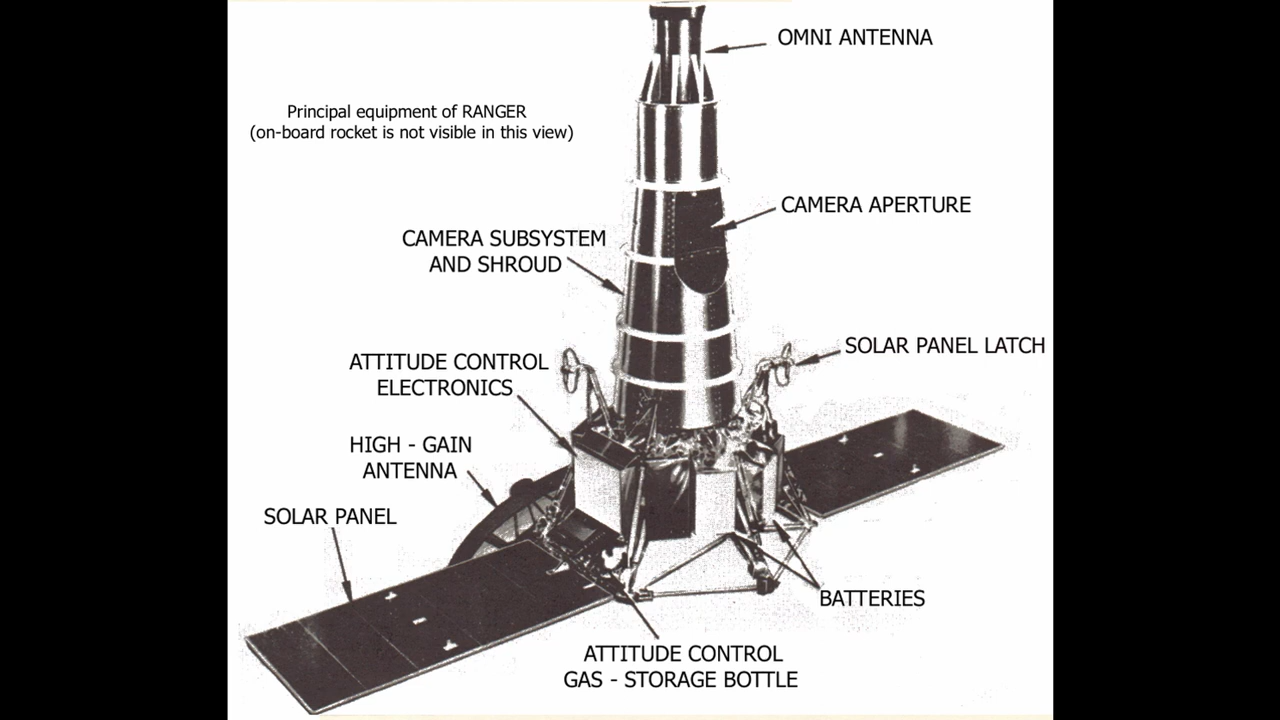 OMNI ANTENNA
Principal equipment of RANGER
(on-board rocket is not visible in this view)
CAMERA APERTURE
CAMERA SUBSYSTEM
AND SHROUD
SOLAR PANEL LATCH
ATTITUDE CONTROL
ELECTRONICS
HIGH - GAIN
ANTENNA
SOLAR PANEL
BATTERIES
ATTITUDE CONTROL
GAS - STORAGE BOTTLE